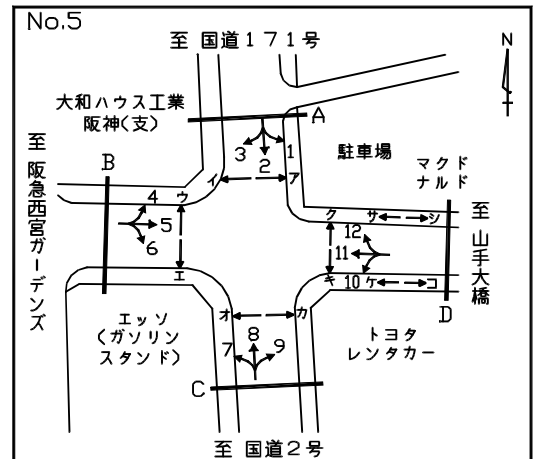 No.5
至 国道171号
N
大和ハウス工業
阪神(支)
A
駐車場
マクド
ナルド
至 阪急西宮ガーデンズ
B
3
2
1
イ
ア
4
ウ
5
6
エ
ク
サ
シ
12
11
10
キ
ケ
コ
至 山手大橋
D
エッソ
(ガソリン
スタンド)
オ
カ
7
8
9
トヨタ
レンタカー
C
至 国道2号